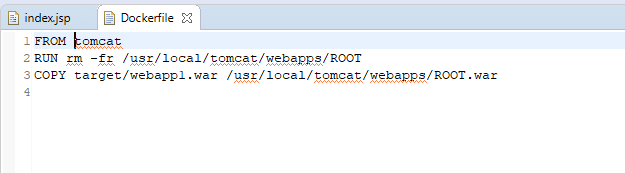 index.jsp Dockerfile
1 FROM tomcat
2 RUN rm -fr /usr/local/tomcat/webapps/ROOT
3 COPY target/webapp1.war /usr/local/tomcat/webapps/ROOT.war
4